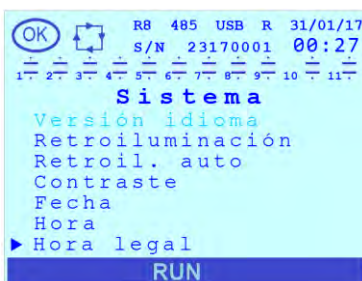 OK R8 485 USB R 31/01/17
S/N 23170001 00:27
1 2 3 4 5 6 7 8 9 10 11
Sistema
Versión idioma
Retroiluminación
Retroil. auto
Contraste
Fecha
Hora
Hora legal
RUN